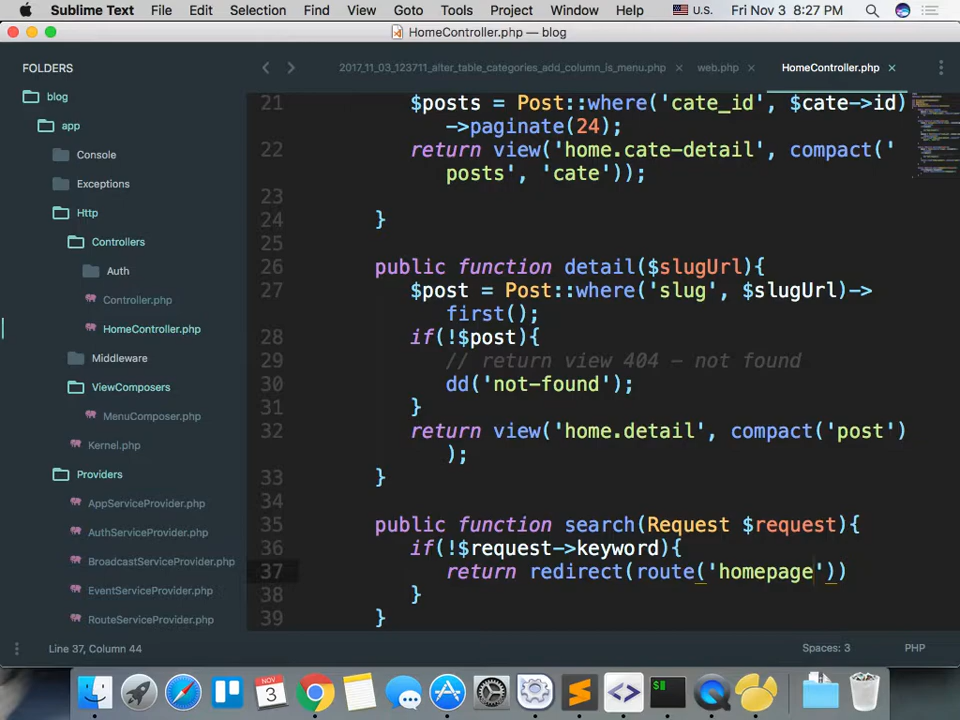 Sublime Text File Edit Selection Find View Goto Tools Project Window Help U.S. Fri Nov 3 8:27 PM
HomeController.php — blog
FOLDERS
blog
app
Console
Exceptions
Http
Controllers
Auth
Controller.php
HomeController.php
Middleware
ViewComposers
MenuComposer.php
Kernel.php
Providers
AppServiceProvider.php
AuthServiceProvider.php
BroadcastServiceProvider.php
EventServiceProvider.php
RouteServiceProvider.php
2017_11_03_123711_alter_table_categories_add_column_is_menu.php × web.php × HomeController.php ×
21 $posts = Post::where('cate_id', $cate->id)
->paginate(24);
22 return view('home.cate-detail', compact('
posts', 'cate'));
23
24 }
25
26 public function detail($slugUrl){
27 $post = Post::where('slug', $slugUrl)->
first();
28 if(!$post){
29 // return view 404 – not found
30 dd('not-found');
31 }
32 return view('home.detail', compact('post')
);
33 }
34
35 public function search(Request $request){
36 if(!$request->keyword){
37 return redirect(route('homepage'))
38 }
39 }
Line 37, Column 44 Spaces: 3 PHP
NOV
3
$